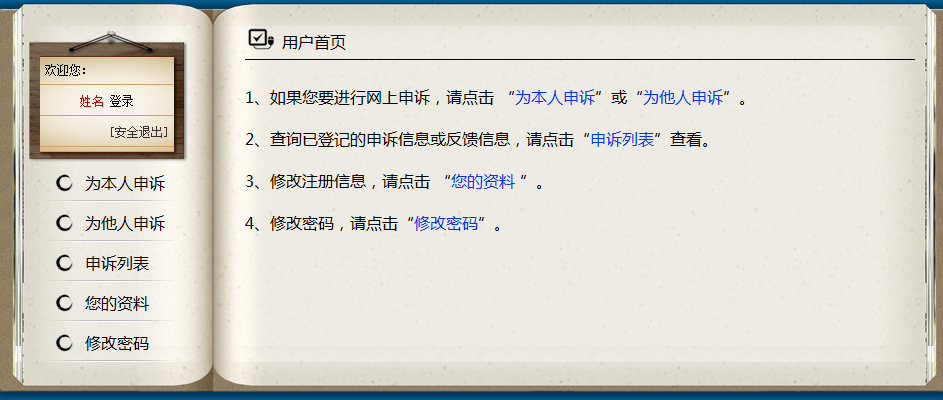 欢迎您：
姓名 登录
[安全退出]
为本人申诉
为他人申诉
申诉列表
您的资料
修改密码
用户首页
1、如果您要进行网上申诉，请点击 “为本人申诉”或“为他人申诉”。
2、查询已登记的申诉信息或反馈信息，请点击“申诉列表”查看。
3、修改注册信息，请点击 “您的资料 ”。
4、修改密码，请点击“修改密码”。